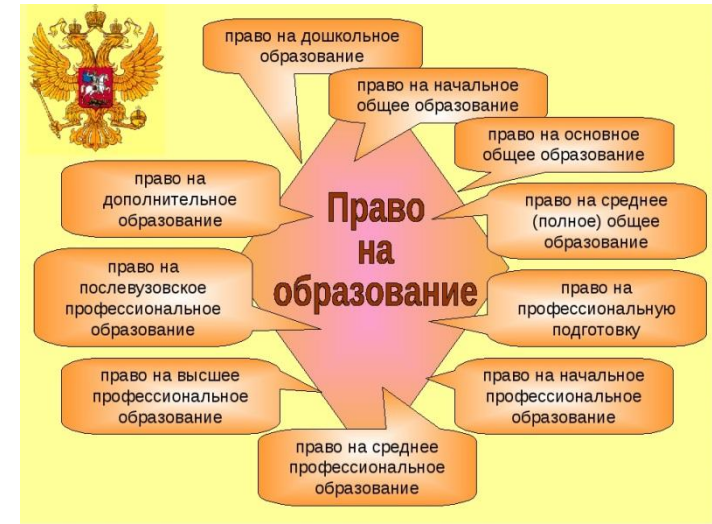 право на дошкольное
образование
право на начальное
общее образование
право на основное
общее образование
право на среднее
(полное) общее
образование
право на
профессиональную
подготовку
право на начальное
профессиональное
образование
право на среднее
профессиональное
образование
право на высшее
профессиональное
образование
право на
послевузовское
профессиональное
образование
право на
дополнительное
образование
Право
на
образование